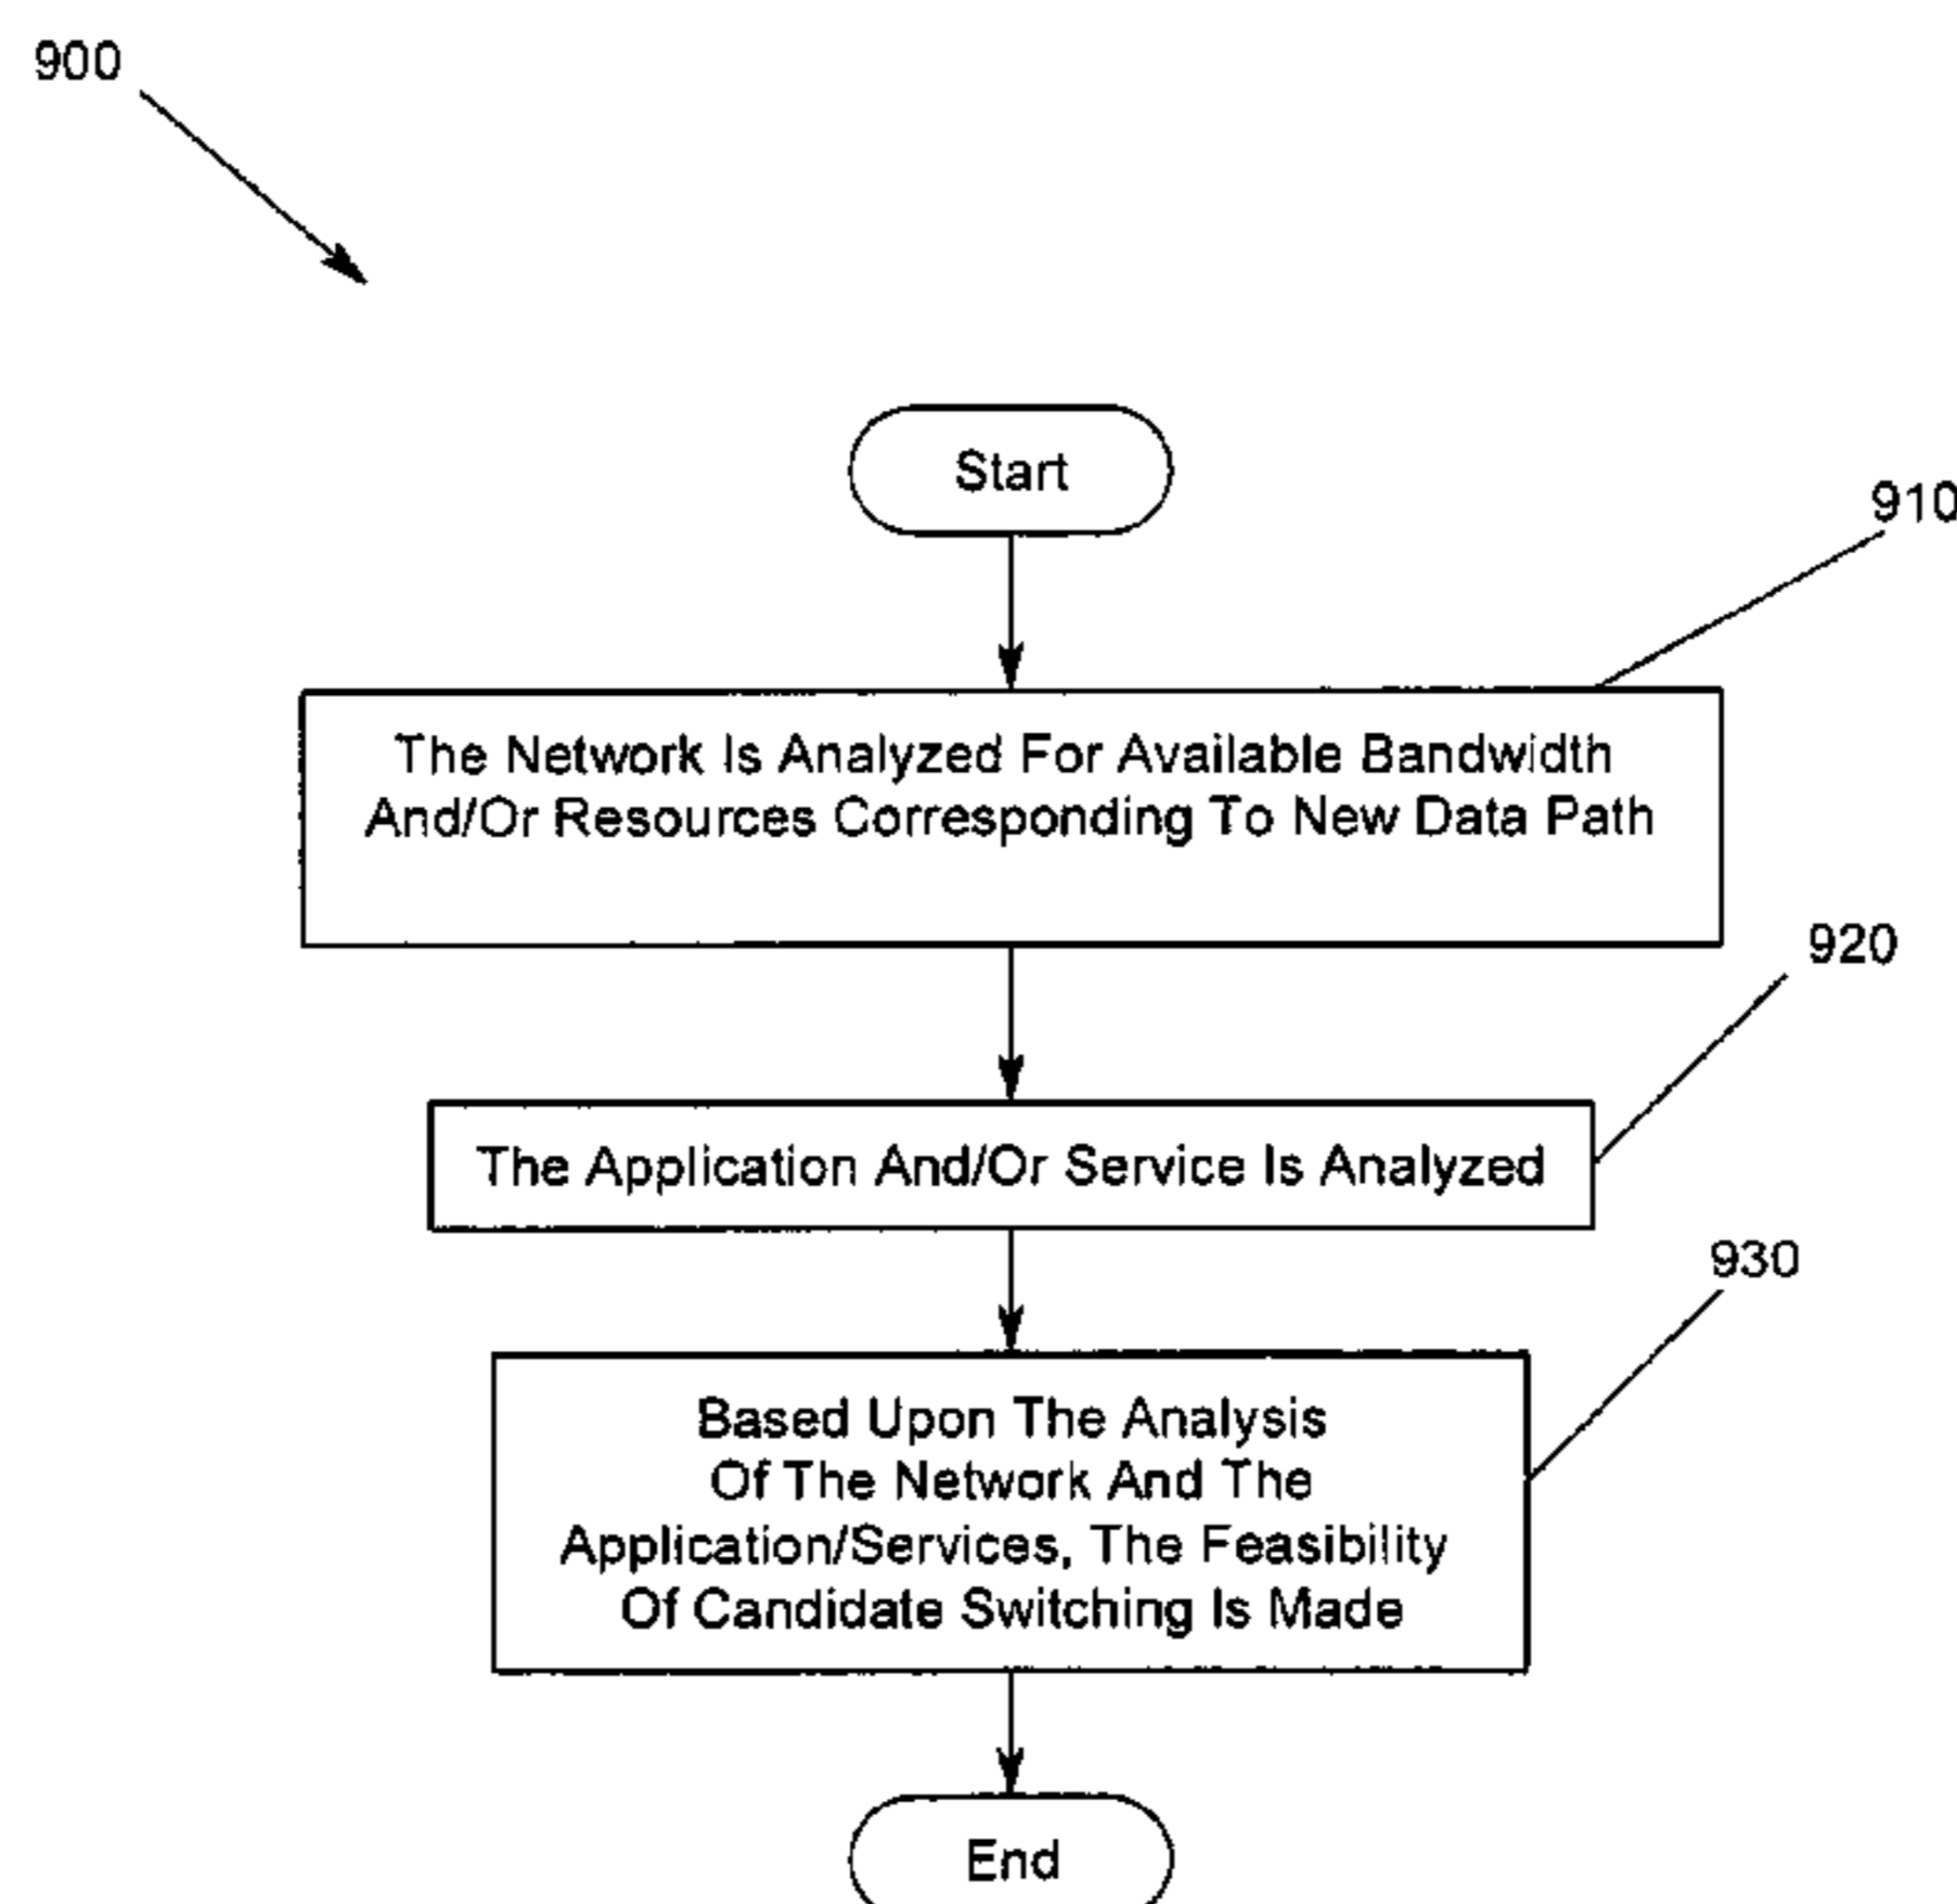 900
Start
910
The Network Is Analyzed For Available Bandwidth
And/Or Resources Corresponding To New Data Path
920
The Application And/Or Service Is Analyzed
930
Based Upon The Analysis
Of The Network And The
Application/Services, The Feasibility
Of Candidate Switching Is Made
End